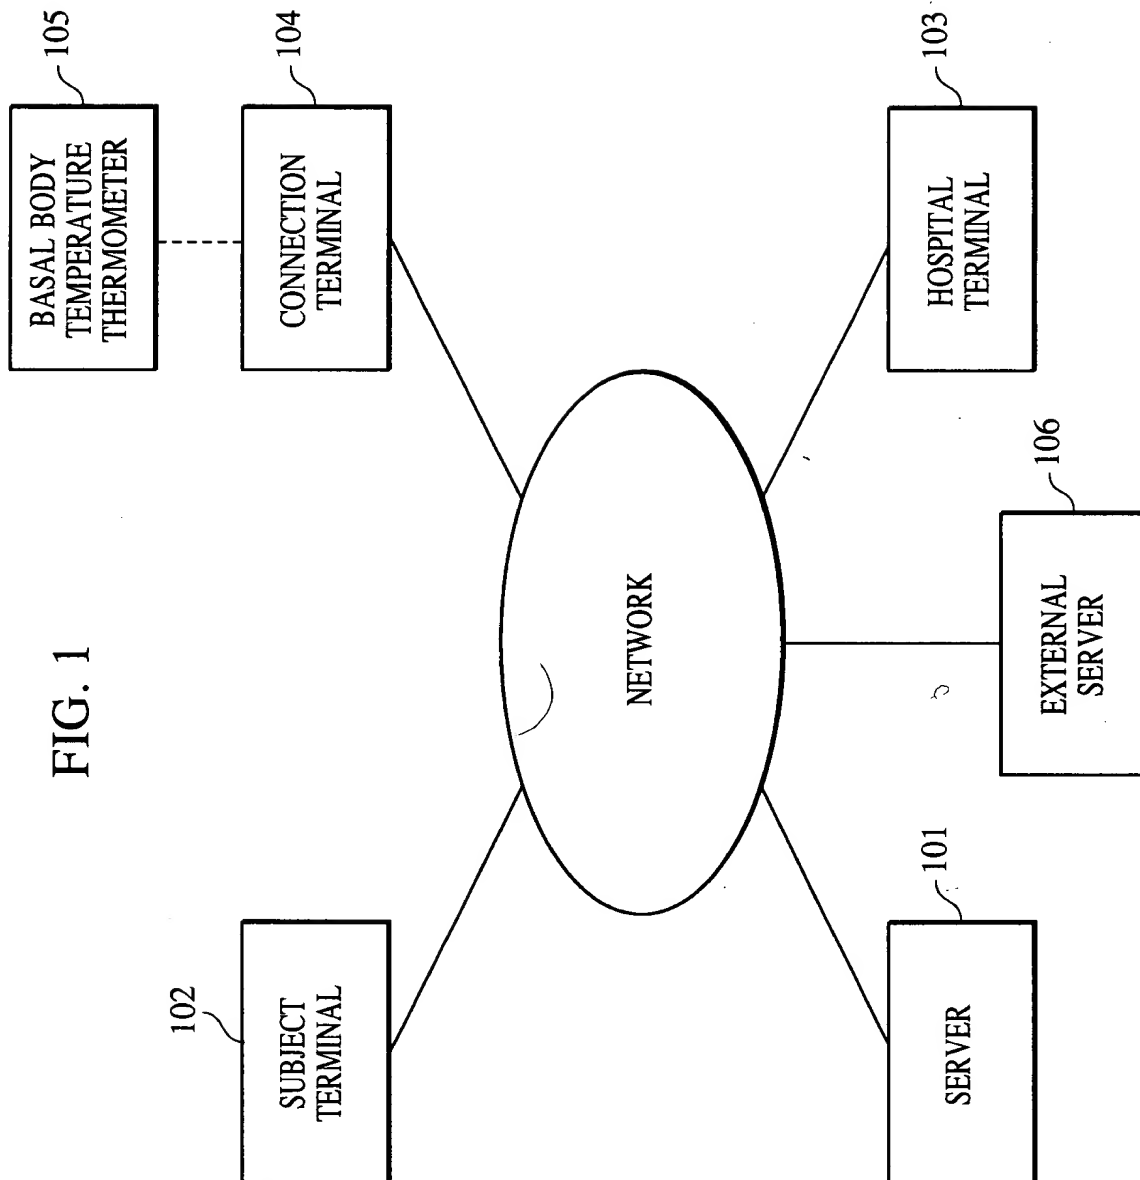 FIG. 1
105
BASAL BODY
TEMPERATURE
THERMOMETER
102
SUBJECT
TERMINAL
104
CONNECTION
TERMINAL
NETWORK
101
SERVER
106
EXTERNAL
SERVER
103
HOSPITAL
TERMINAL